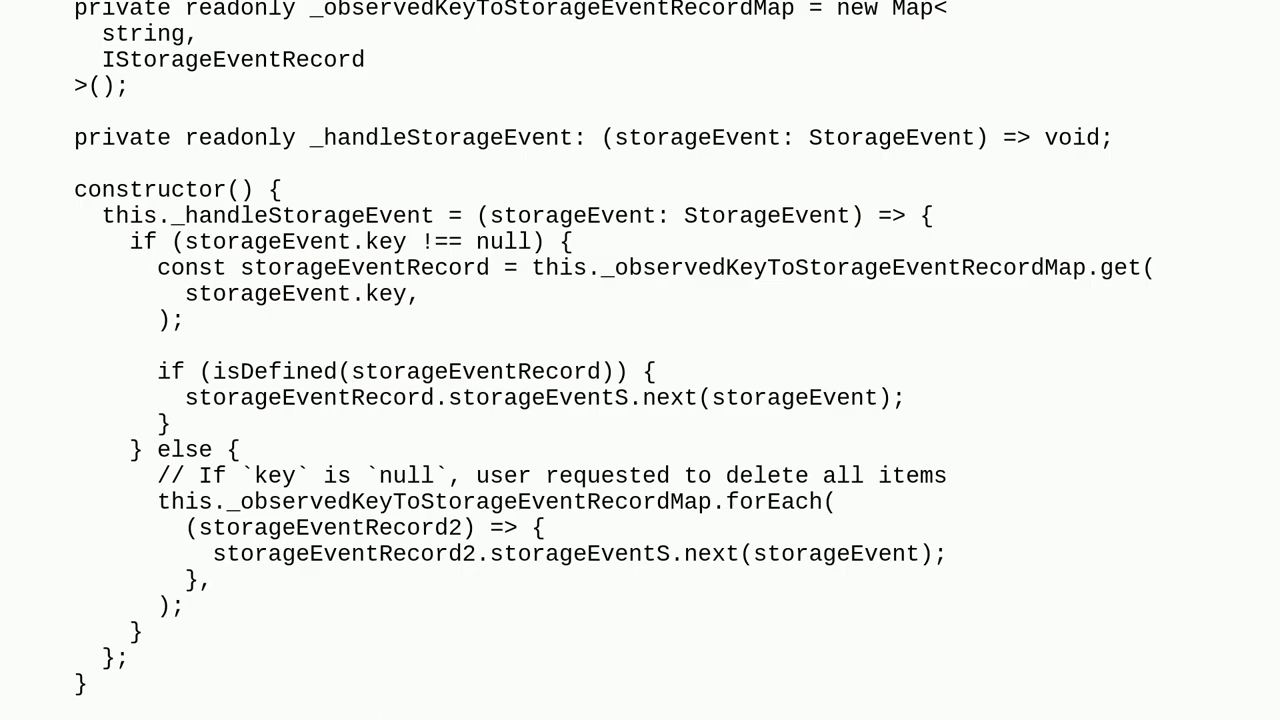 private readonly _observedKeyToStorageEventRecordMap = new Map<
  string,
  IStorageEventRecord
>();

private readonly _handleStorageEvent: (storageEvent: StorageEvent) => void;

constructor() {
  this._handleStorageEvent = (storageEvent: StorageEvent) => {
    if (storageEvent.key !== null) {
      const storageEventRecord = this._observedKeyToStorageEventRecordMap.get(
        storageEvent.key,
      );

      if (isDefined(storageEventRecord)) {
        storageEventRecord.storageEventS.next(storageEvent);
      }
    } else {
      // If `key` is `null`, user requested to delete all items
      this._observedKeyToStorageEventRecordMap.forEach(
        (storageEventRecord2) => {
          storageEventRecord2.storageEventS.next(storageEvent);
        },
      );
    }
  };
}